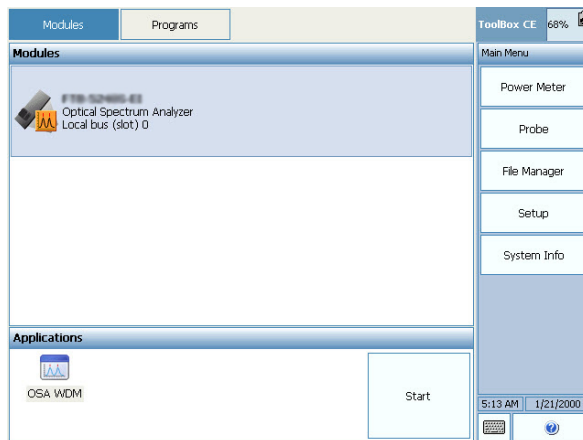 Modules
Programs
ToolBox CE
68%
Modules
Optical Spectrum Analyzer
Local bus (slot) 0
Applications
OSA WDM
Start
Main Menu
Power Meter
Probe
File Manager
Setup
System Info
5:13 AM
1/21/2000